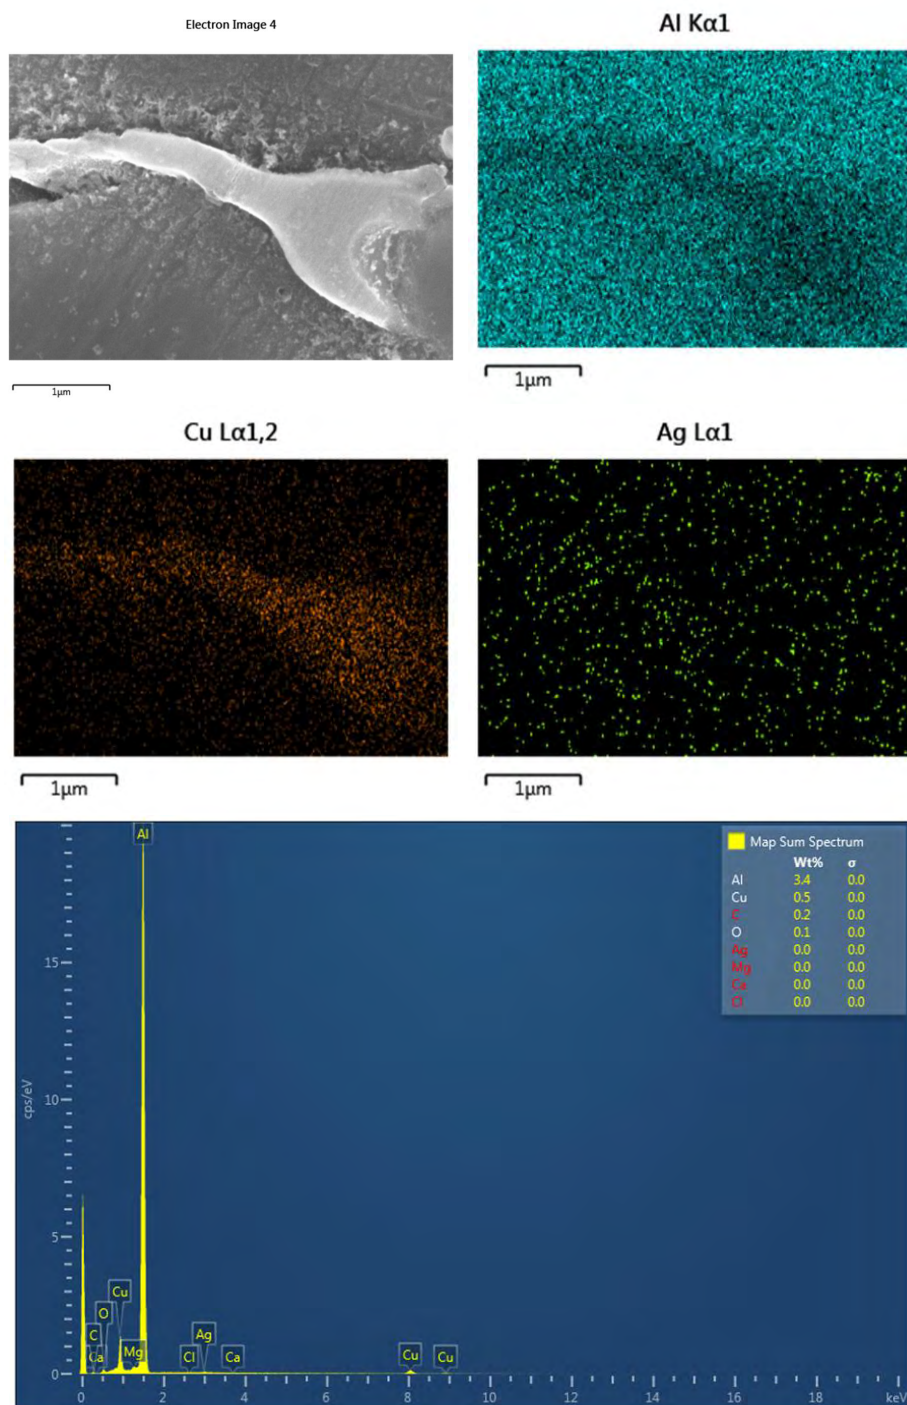 Electron Image 4
Al Kα1
1µm
1µm
Cu Lα1,2
Ag Lα1
1µm
1µm
Map Sum Spectrum
Wt% σ
Al 3.4 0.0
Cu 0.5 0.0
C 0.2 0.0
O 0.1 0.0
Ag 0.0 0.0
Mg 0.0 0.0
Ca 0.0 0.0
Cl 0.0 0.0
Al
15
10
cps/eV
5
Cu
O
C
Ag
Ca
Mg
Cl
Ca
Cu
Cu
0
0 2 4 6 8 10 12 14 16 18 keV